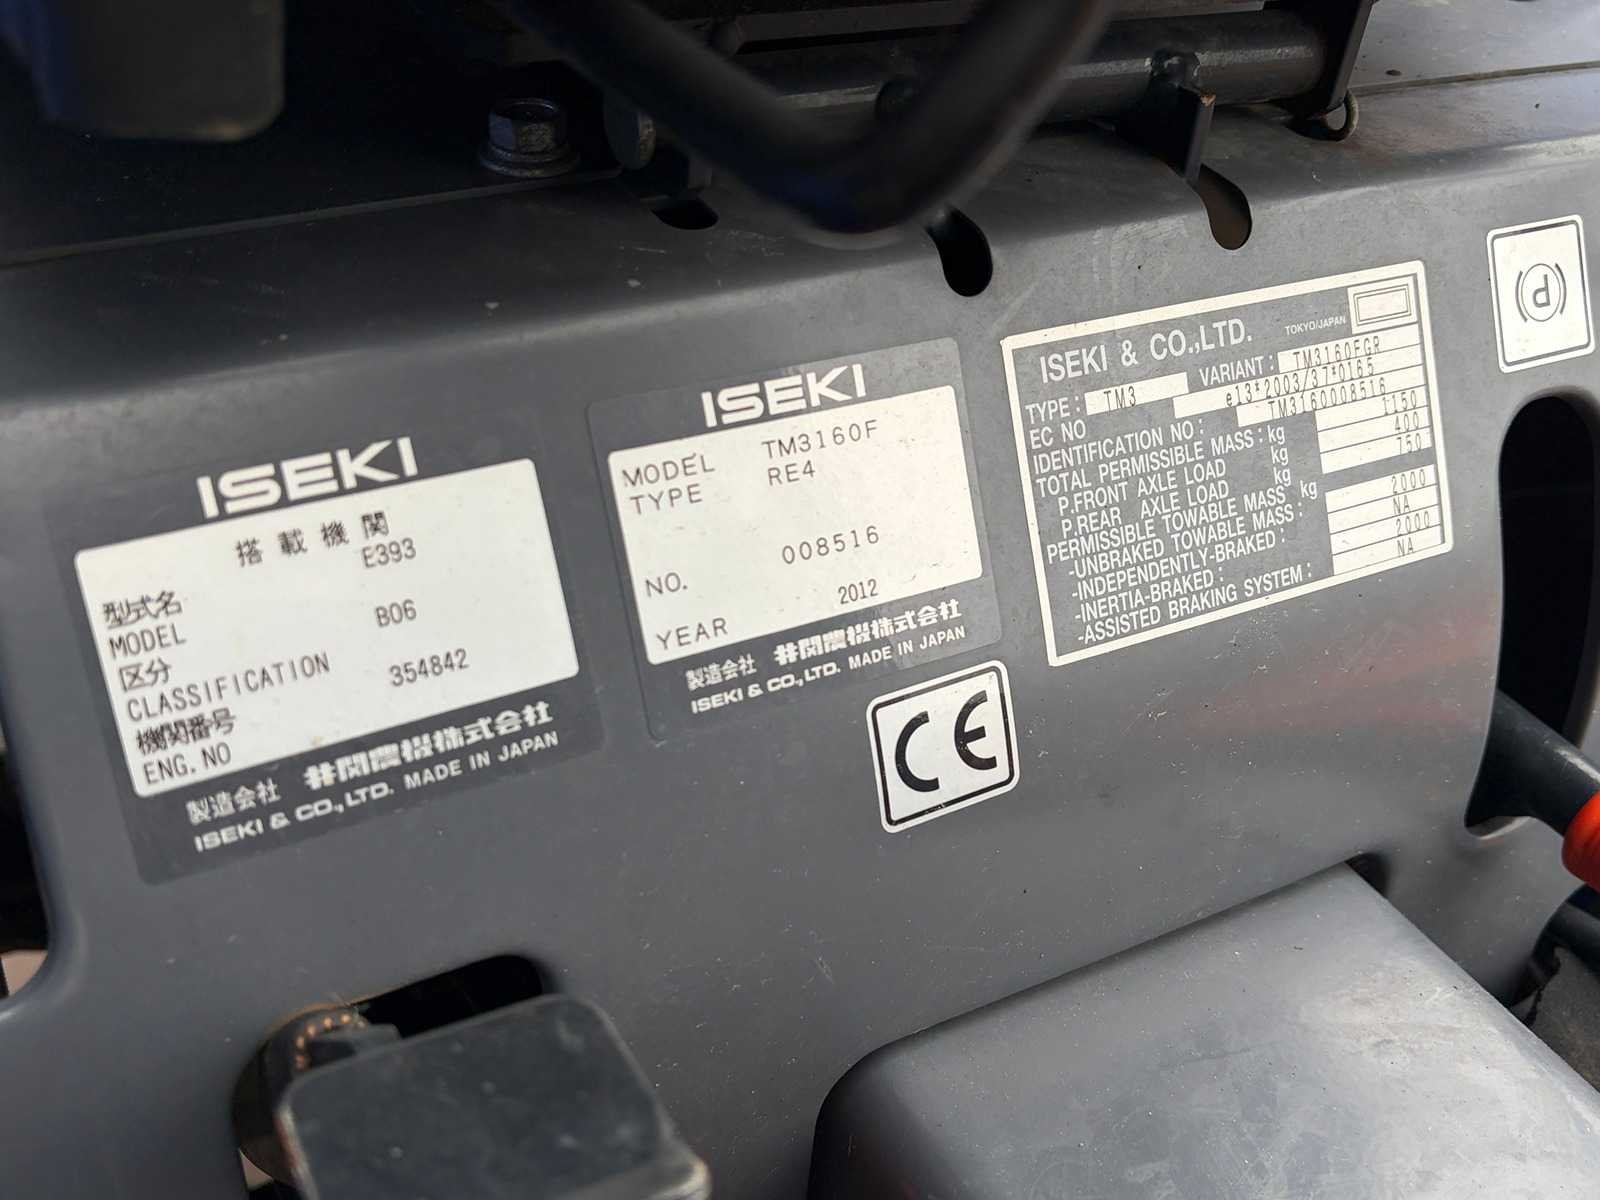 ISEKI
搭載機関
型式名 E393
MODEL
区分 B06
CLASSIFICATION
機関番号 354842
ENG. NO
製造会社 井関農機株式会社
ISEKI & CO., LTD. MADE IN JAPAN
ISEKI
MODEL TM3160F
TYPE RE4
NO. 008516
YEAR 2012
製造会社 井関農機株式会社
ISEKI & CO., LTD. MADE IN JAPAN
CE
ISEKI & CO.,LTD. TOKYO/JAPAN
TYPE: TM3 VARIANT: TM3160FGR
EC NO e13*2003/37*0165
IDENTIFICATION NO: TM3160008516
TOTAL PERMISSIBLE MASS: kg 1150
P.FRONT AXLE LOAD kg 400
P.REAR AXLE LOAD kg 750
PERMISSIBLE TOWABLE MASS kg
-UNBRAKED TOWABLE MASS: 2000
-INDEPENDENTLY-BRAKED: NA
-INERTIA-BRAKED: 2000
-ASSISTED BRAKING SYSTEM: NA
P